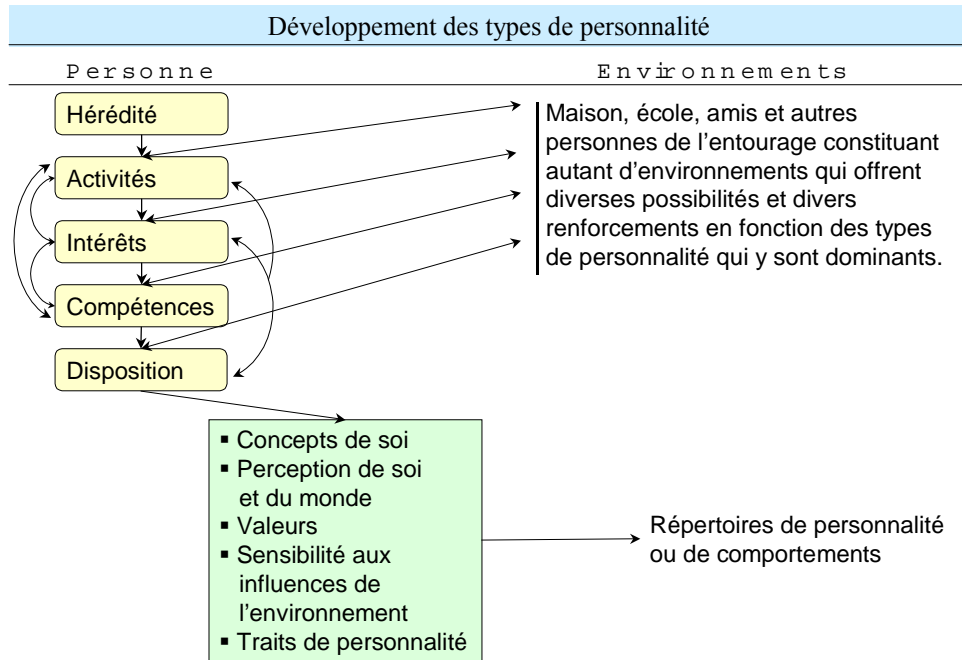 Développement des types de personnalité
Personne
Environnements
Hérédité
Activités
Intérêts
Compétences
Disposition
Maison, école, amis et autres
personnes de l'entourage constituant
autant d'environnements qui offrent
diverses possibilités et divers
renforcements en fonction des types
de personnalité qui y sont dominants.
▪ Concepts de soi
▪ Perception de soi
et du monde
▪ Valeurs
▪ Sensibilité aux
influences de
l'environnement
▪ Traits de personnalité
Répertoires de personnalité
ou de comportements